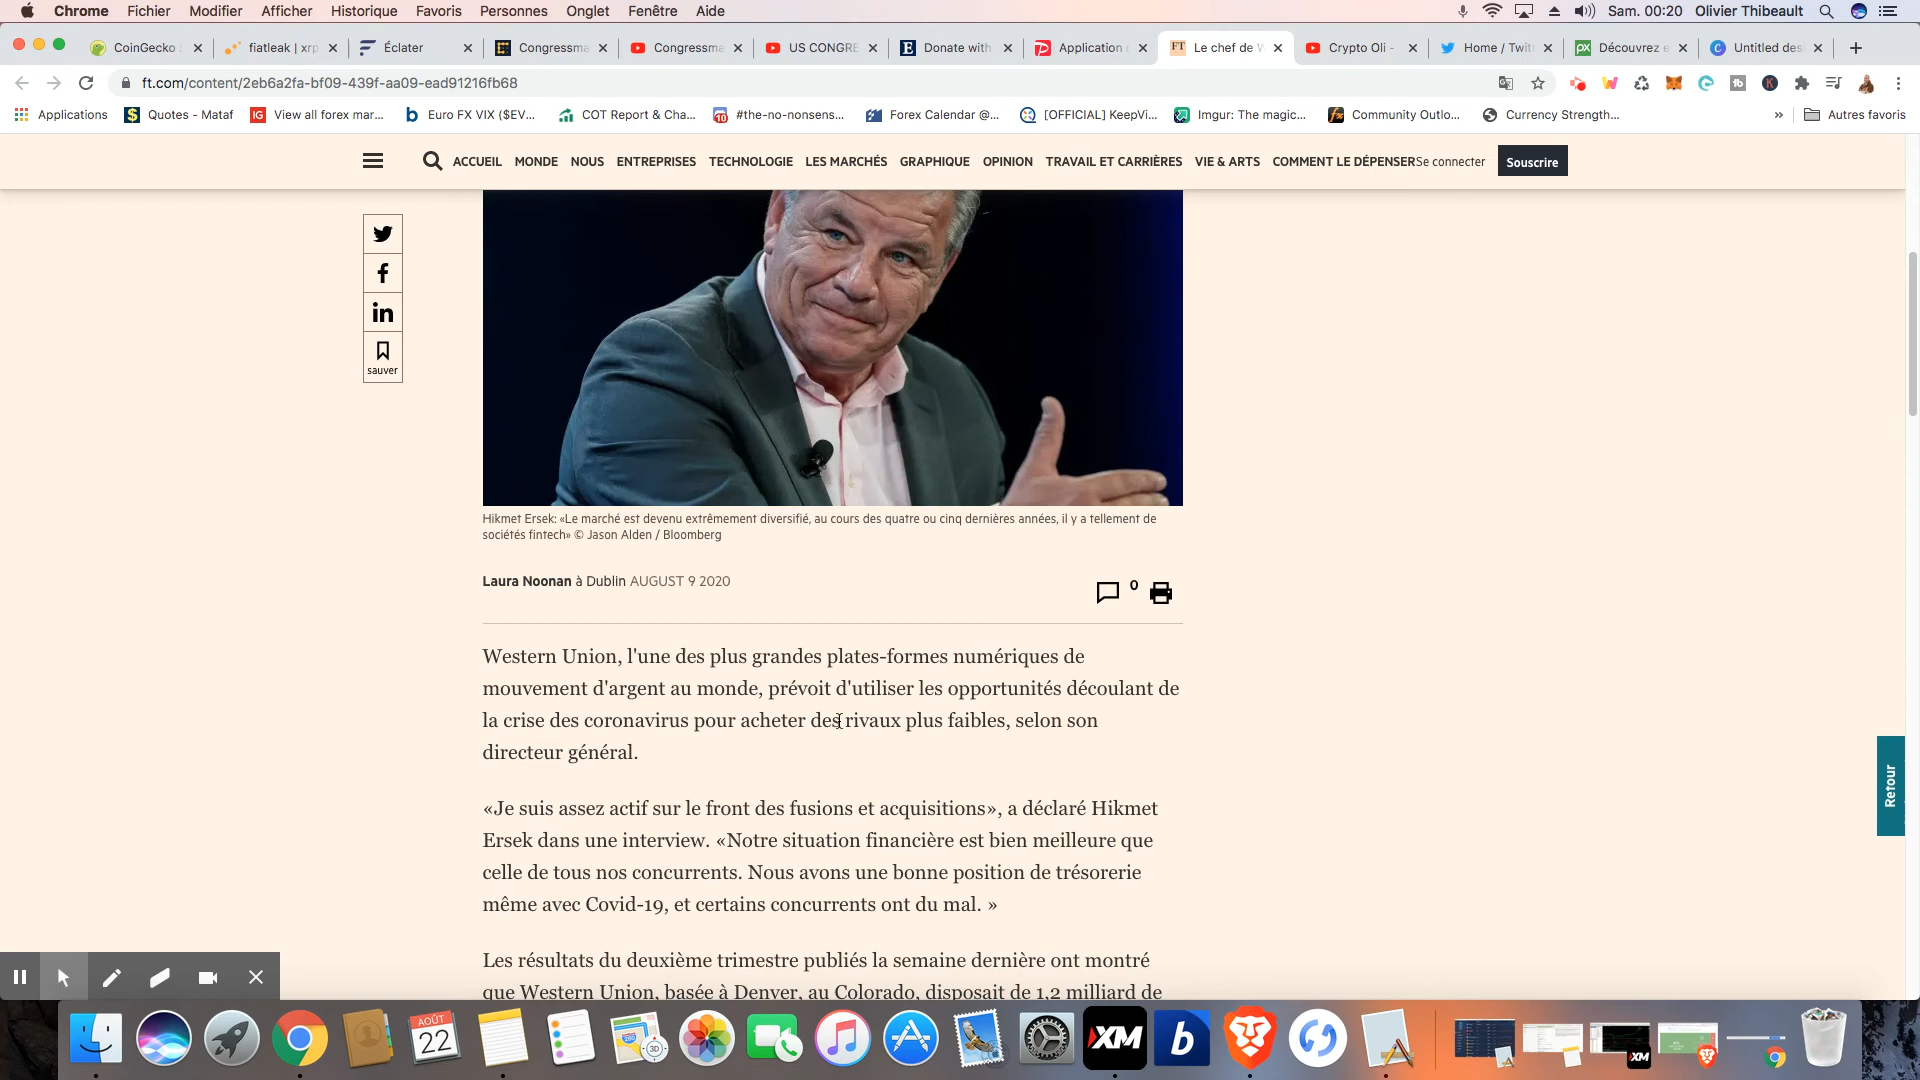 Chrome Fichier Modifier Afficher Historique Favoris Personnes Onglet Fenêtre Aide Sam. 00:20 Olivier Thibeault
CoinGecko fiatleak | xrp Éclater Congressma Congressma US CONGRE Donate with Application Le chef de W Crypto Oli - Home / Twit Découvrez e Untitled des
ft.com/content/2eb6a2fa-bf09-439f-aa09-ead91216fb68
Applications Quotes - Mataf View all forex mar... Euro FX VIX ($EV... COT Report & Cha... #the-no-nonsens... Forex Calendar @... [OFFICIAL] KeepVi... Imgur: The magic... Community Outlo... Currency Strength... » Autres favoris
ACCUEIL MONDE NOUS ENTREPRISES TECHNOLOGIE LES MARCHÉS GRAPHIQUE OPINION TRAVAIL ET CARRIÈRES VIE & ARTS COMMENT LE DÉPENSER Se connecter Souscrire
sauver
Hikmet Ersek: «Le marché est devenu extrêmement diversifié, au cours des quatre ou cinq dernières années, il y a tellement de
sociétés fintech» © Jason Alden / Bloomberg
Laura Noonan à Dublin AUGUST 9 2020
0
Western Union, l'une des plus grandes plates-formes numériques de
mouvement d'argent au monde, prévoit d'utiliser les opportunités découlant de
la crise des coronavirus pour acheter des rivaux plus faibles, selon son
directeur général.
Retour
«Je suis assez actif sur le front des fusions et acquisitions», a déclaré Hikmet
Ersek dans une interview. «Notre situation financière est bien meilleure que
celle de tous nos concurrents. Nous avons une bonne position de trésorerie
même avec Covid-19, et certains concurrents ont du mal. »
Les résultats du deuxième trimestre publiés la semaine dernière ont montré
que Western Union, basée à Denver, au Colorado, disposait de 1,2 milliard de
AOÛT
22
XM
b